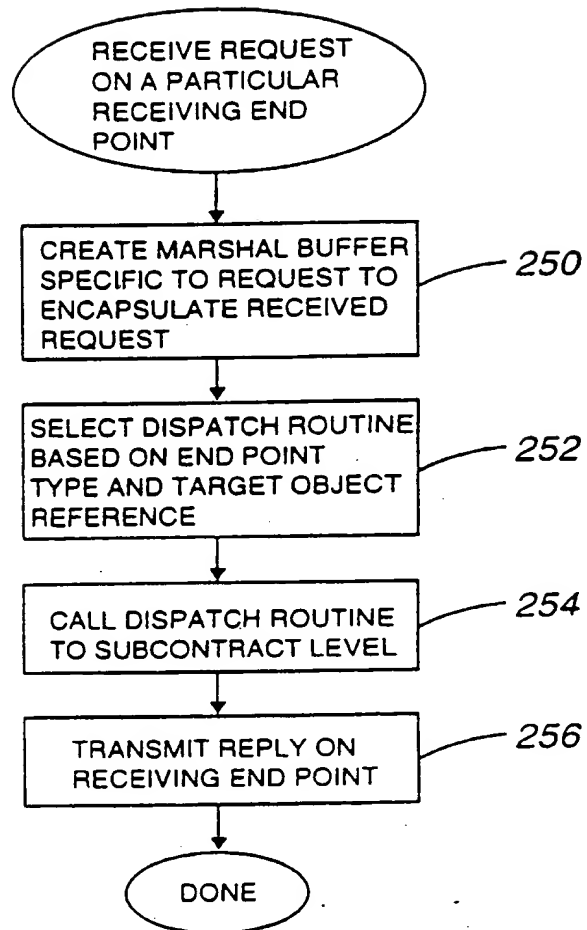 RECEIVE REQUEST
ON A PARTICULAR
RECEIVING END
POINT
CREATE MARSHAL BUFFER
SPECIFIC TO REQUEST TO
ENCAPSULATE RECEIVED
REQUEST
250
SELECT DISPATCH ROUTINE
BASED ON END POINT
TYPE AND TARGET OBJECT
REFERENCE
252
CALL DISPATCH ROUTINE
TO SUBCONTRACT LEVEL
254
TRANSMIT REPLY ON
RECEIVING END POINT
256
DONE